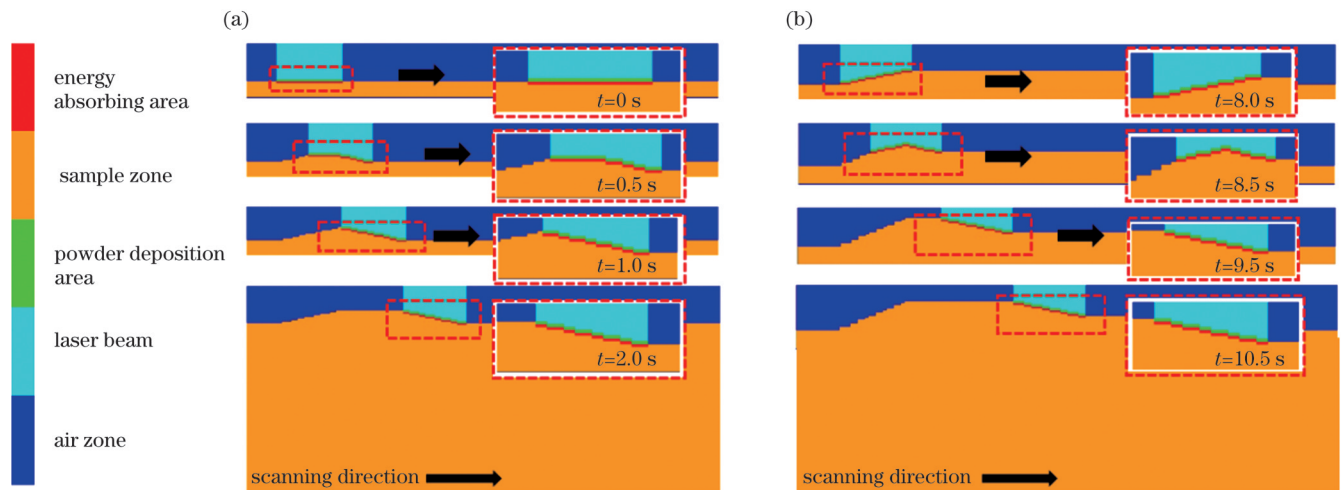 (a)
(b)
energy
absorbing area
sample zone
powder deposition
area
laser beam
air zone
t=0 s
t=0.5 s
t=1.0 s
t=2.0 s
scanning direction
t=8.0 s
t=8.5 s
t=9.5 s
t=10.5 s
scanning direction